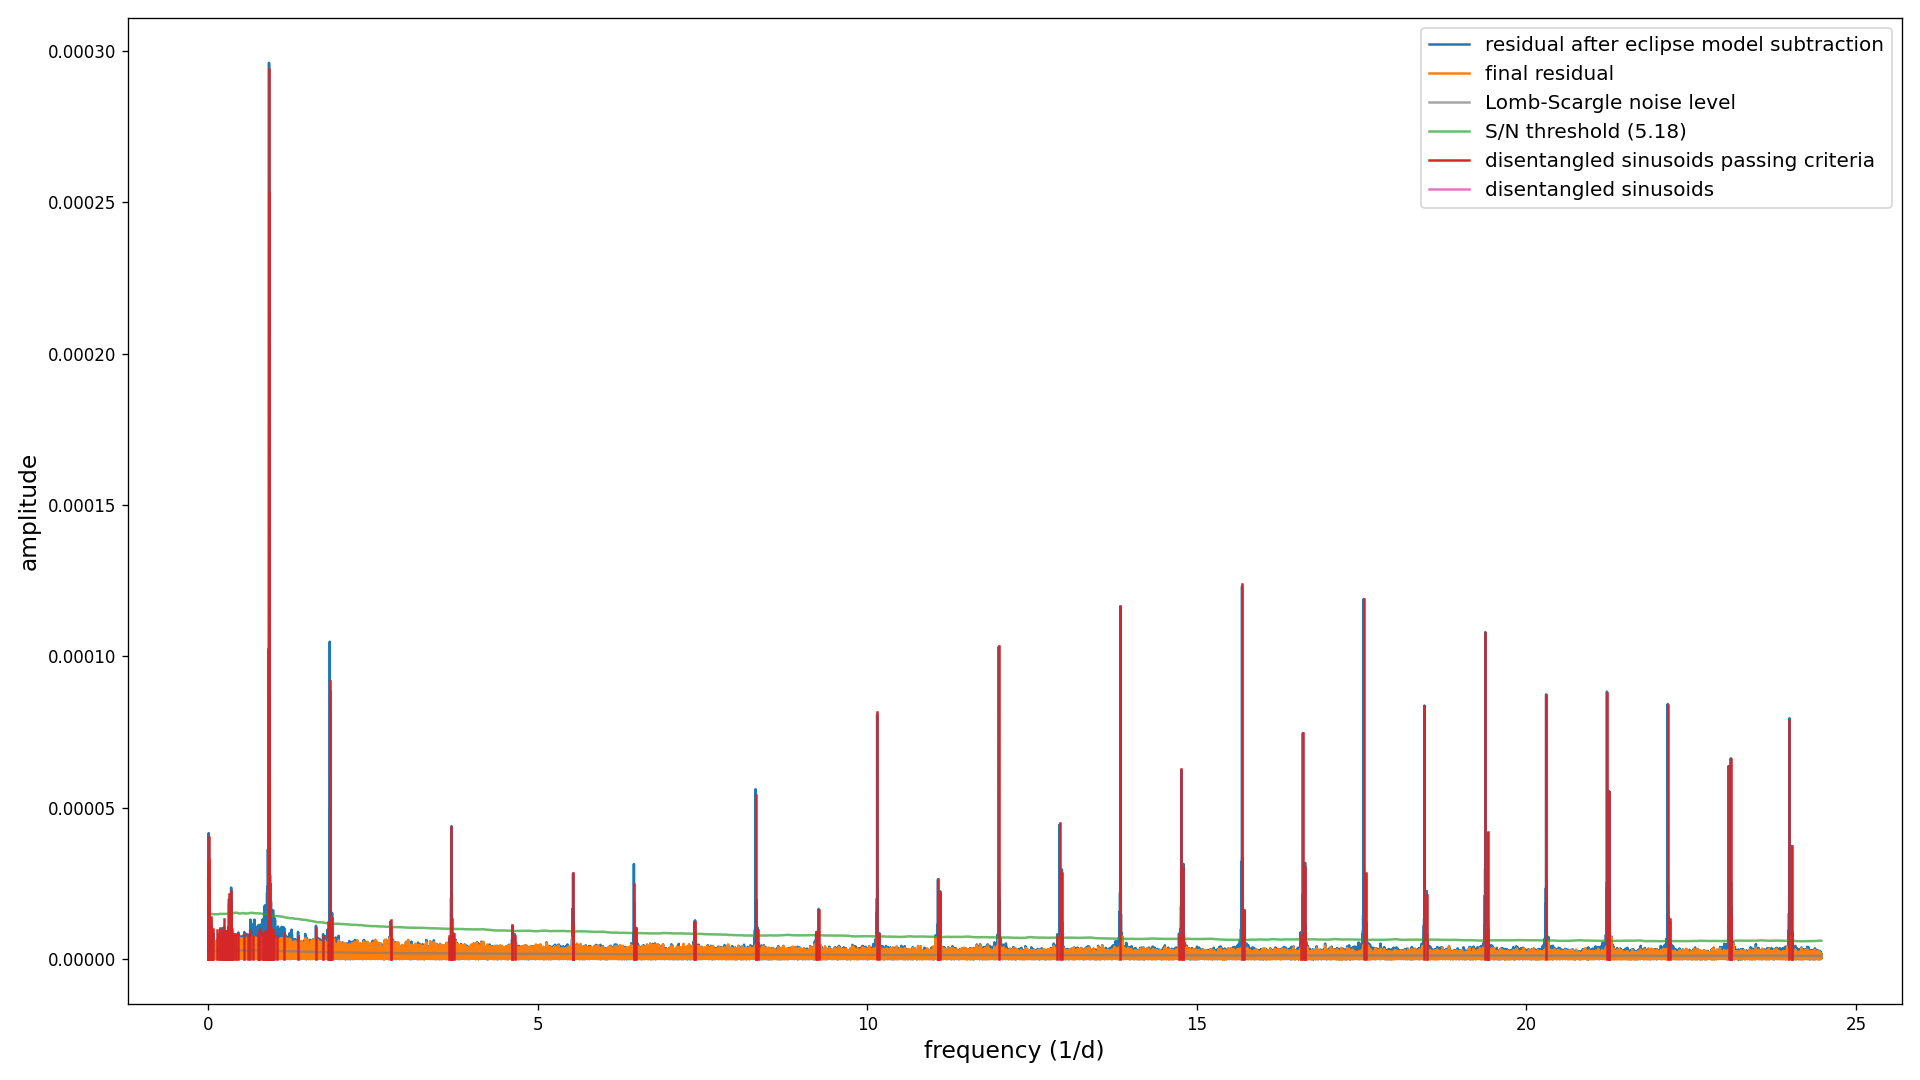 residual after eclipse model subtraction
final residual
Lomb-Scargle noise level
S/N threshold (5.18)
disentangled sinusoids passing criteria
disentangled sinusoids
0.00030
0.00025
0.00020
0.00015
0.00010
0.00005
0.00000
amplitude
0 5 10 15 20 25
frequency (1/d)